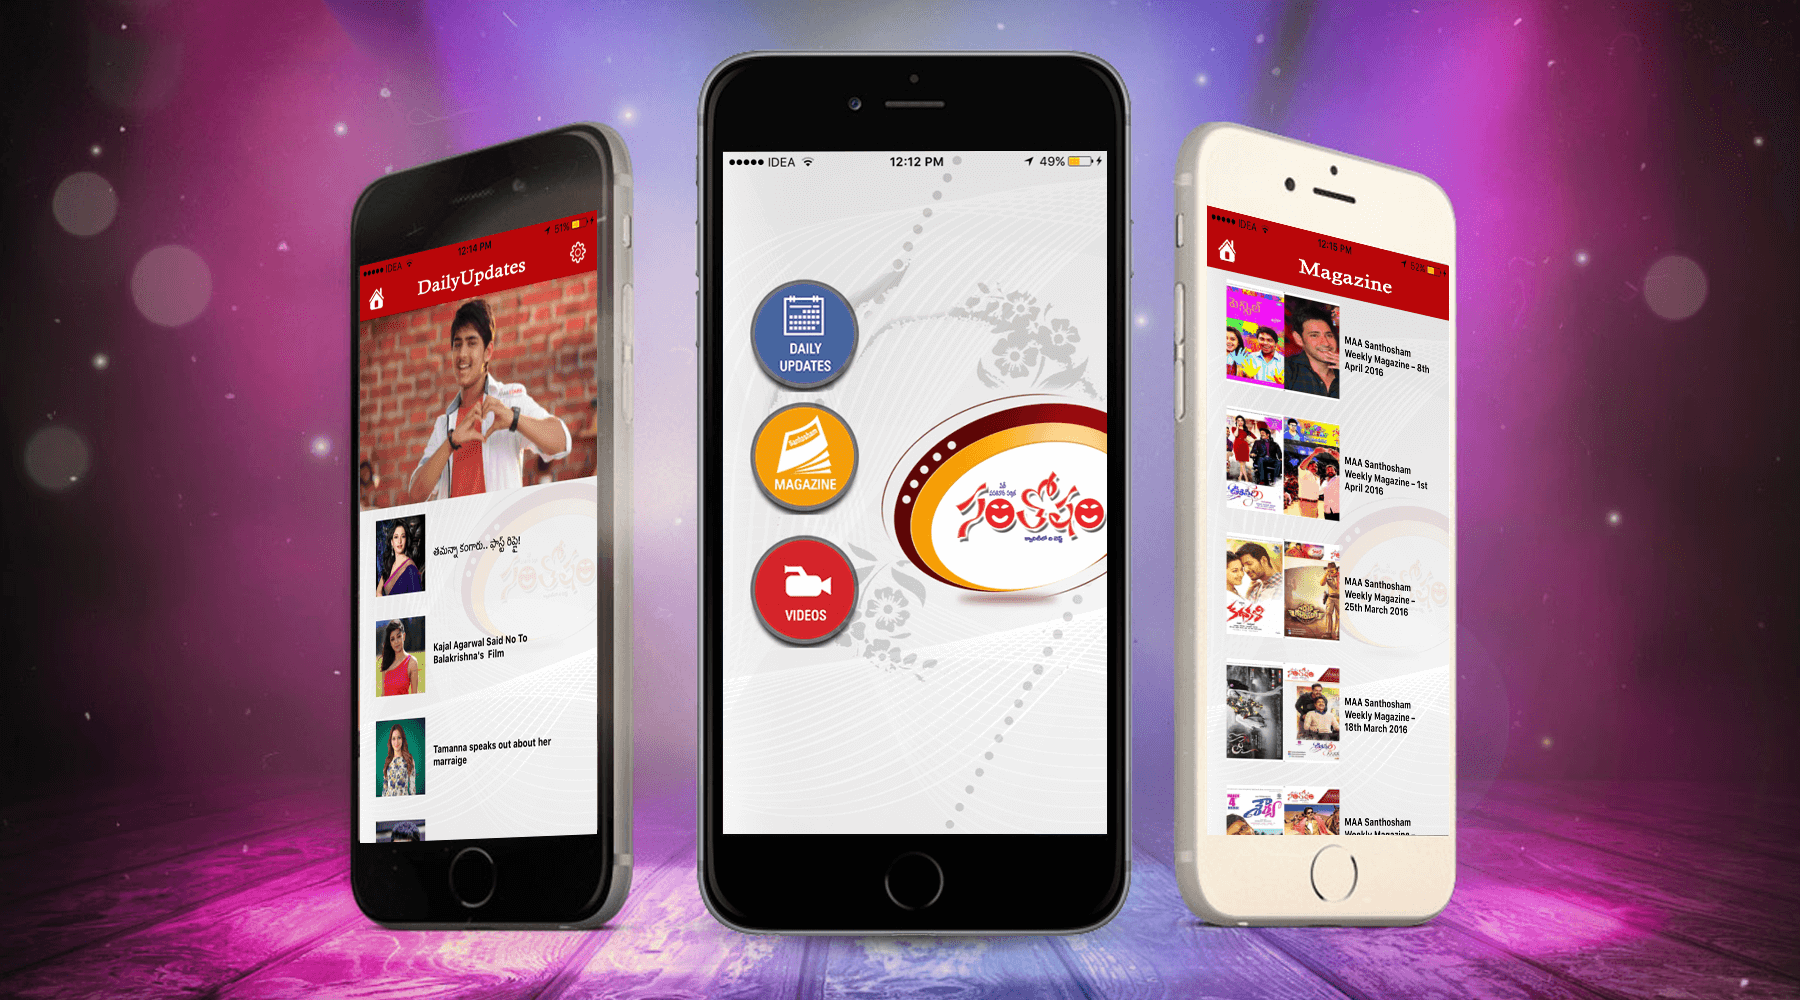 IDEA
12:14 PM
51%
DailyUpdates
తమన్నా కంగారు.. ఫాస్ట్ రిప్లై!
Kajal Agarwal Said No To
Balakrishna's Film
Tamanna speaks out about her
marraige
IDEA
12:12 PM
49%
DAILY
UPDATES
Santhosham
MAGAZINE
VIDEOS
సంతోషం
IDEA
12:15 PM
52%
Magazine
MAA Santhosham
Weekly Magazine – 8th
April 2016
MAA Santhosham
Weekly Magazine – 1st
April 2016
MAA Santhosham
Weekly Magazine –
25th March 2016
MAA Santhosham
Weekly Magazine –
18th March 2016
MAA Santhosham
Weekly Magazine –